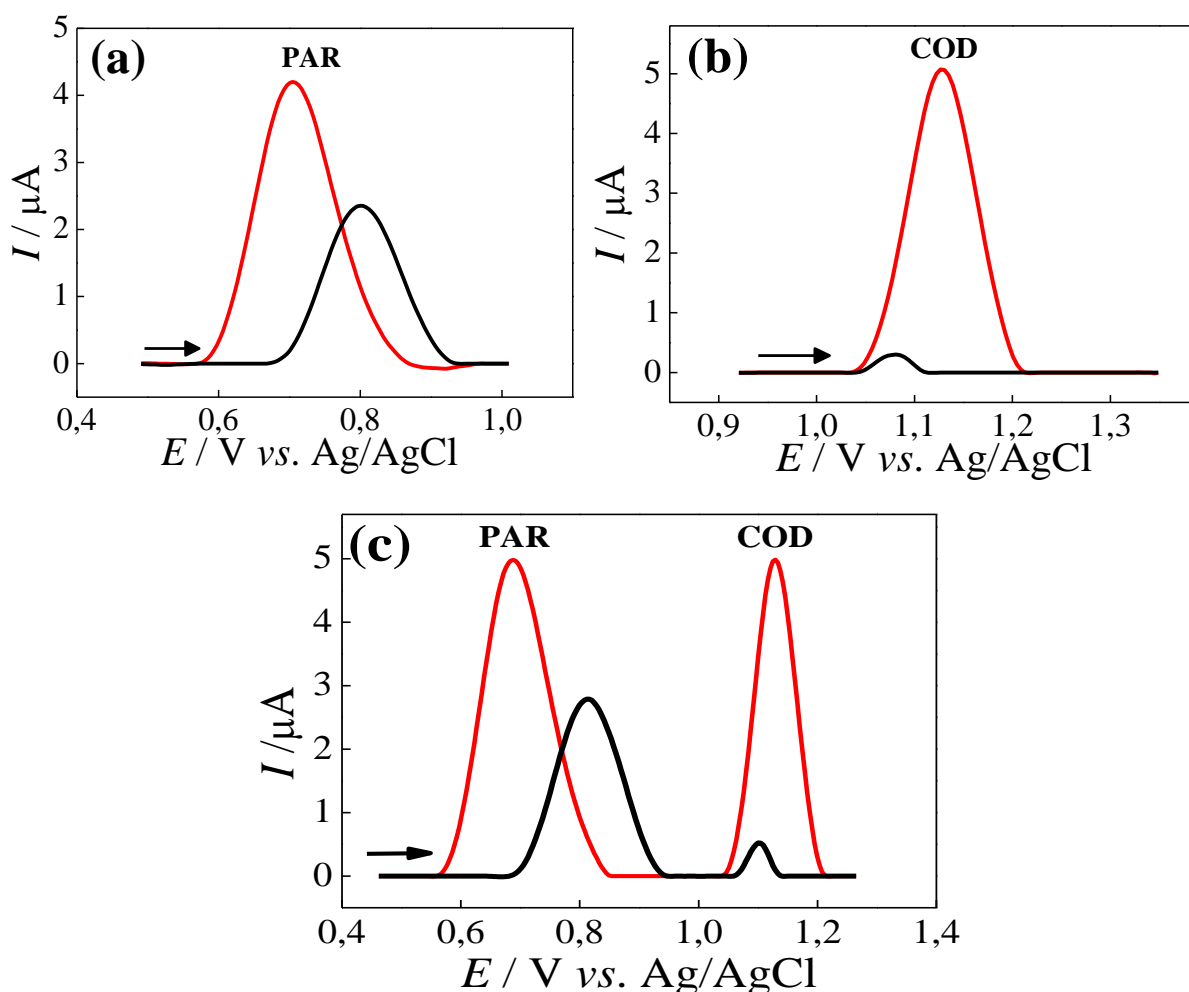 (a)
PAR
5
4
3
2
1
0
I / μA
0,4 0,6 0,8 1,0
E / V vs. Ag/AgCl
(b)
COD
5
4
3
2
1
0
I / μA
0,9 1,0 1,1 1,2 1,3
E / V vs. Ag/AgCl
(c)
PAR COD
5
4
3
2
1
0
I /μA
0,4 0,6 0,8 1,0 1,2 1,4
E / V vs. Ag/AgCl